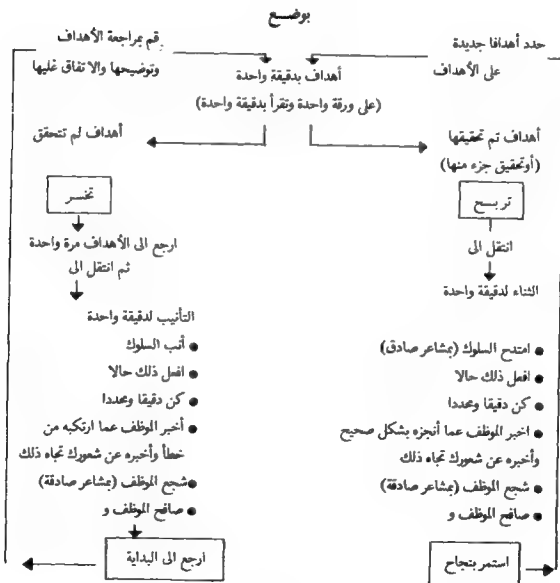 بوضع
حدد أهدافا جديدة
على الأهداف
قم بمراجعة الأهداف
وتوضيحها والاتفاق غليها
أهداف بدقيقة واحدة
(على ورقة واحدة وتقرأ بدقيقة واحدة)
أهداف تم تحقيقها
(أوتحقيق جزء منها)
أهداف لم تتحقق
تربح
انتقل الى
الثناء لدقيقة واحدة
● امتدح السلوك (بمشاعر صادق)
● افعل ذلك حالا
● كن دقيقا ومحددا
● اخبر الموظف عما أنجزه بشكل صحيح
وأخبره عن شعورك تجاه ذلك
● شجع الموظف (بمشاعر صادقة)
● صافح الموظف و
استمر بنجاح
تخسر
ارجع الى الأهداف مرة واحدة
ثم انتقل الى
التأنيب لدقيقة واحدة
● أنب السلوك
● افعل ذلك حالا
● كن دقيقا ومحددا
● أخبر الموظف عما ارتكبه من
خطأ وأخبره عن شعورك تجاه ذلك
● شجع الموظف (بمشاعر صادقة)
● صافح الموظف و
ارجع الى البداية